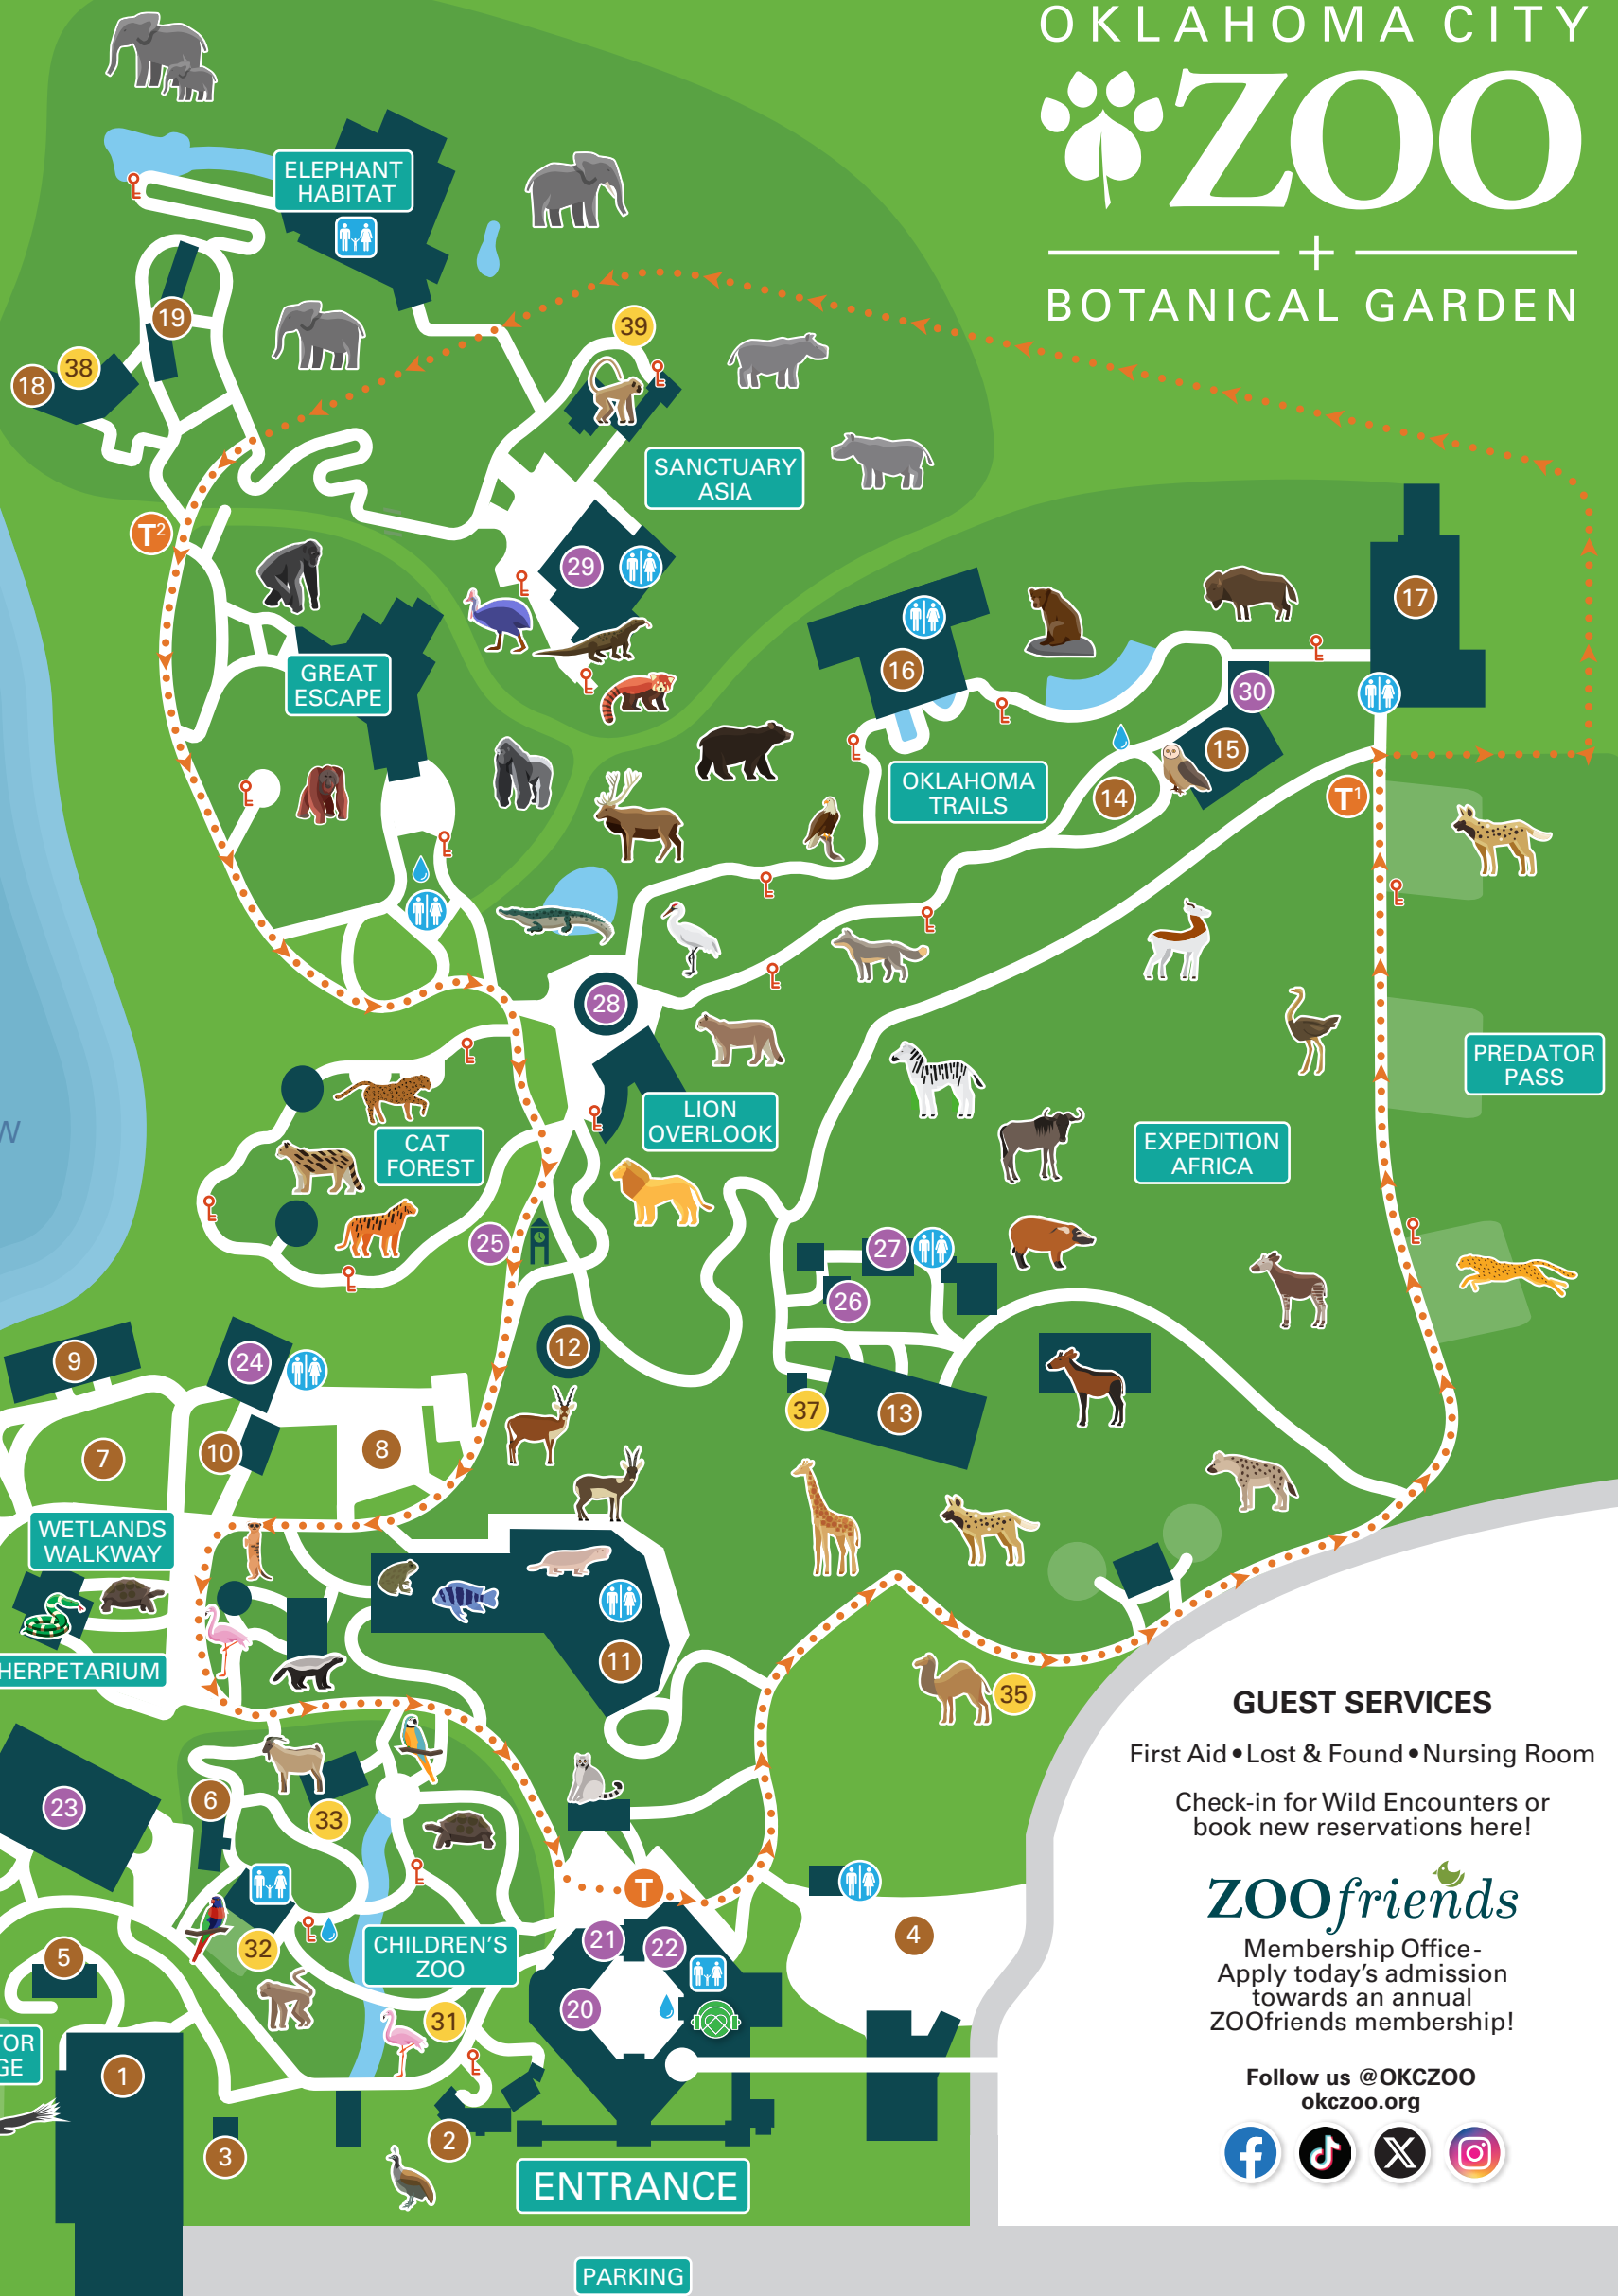 OKLAHOMA CITY
ZOO
+
BOTANICAL GARDEN
ELEPHANT
HABITAT
19
39
38
18
SANCTUARY
ASIA
T2
29
17
16
30
GREAT
ESCAPE
15
OKLAHOMA
TRAILS
14
T1
28
PREDATOR
PASS
LION
OVERLOOK
W
CAT
FOREST
EXPEDITION
AFRICA
25
27
26
12
9
24
37
13
7
10
8
WETLANDS
WALKWAY
HERPETARIUM
11
35
GUEST SERVICES
First Aid • Lost & Found • Nursing Room
Check-in for Wild Encounters or
book new reservations here!
ZOOfriends
Membership Office-
Apply today's admission
towards an annual
ZOOfriends membership!
Follow us @OKCZOO
okczoo.org
23
6
33
T
21
22
4
5
32
CHILDREN'S
ZOO
20
31
TOR
GE
1
2
3
ENTRANCE
PARKING